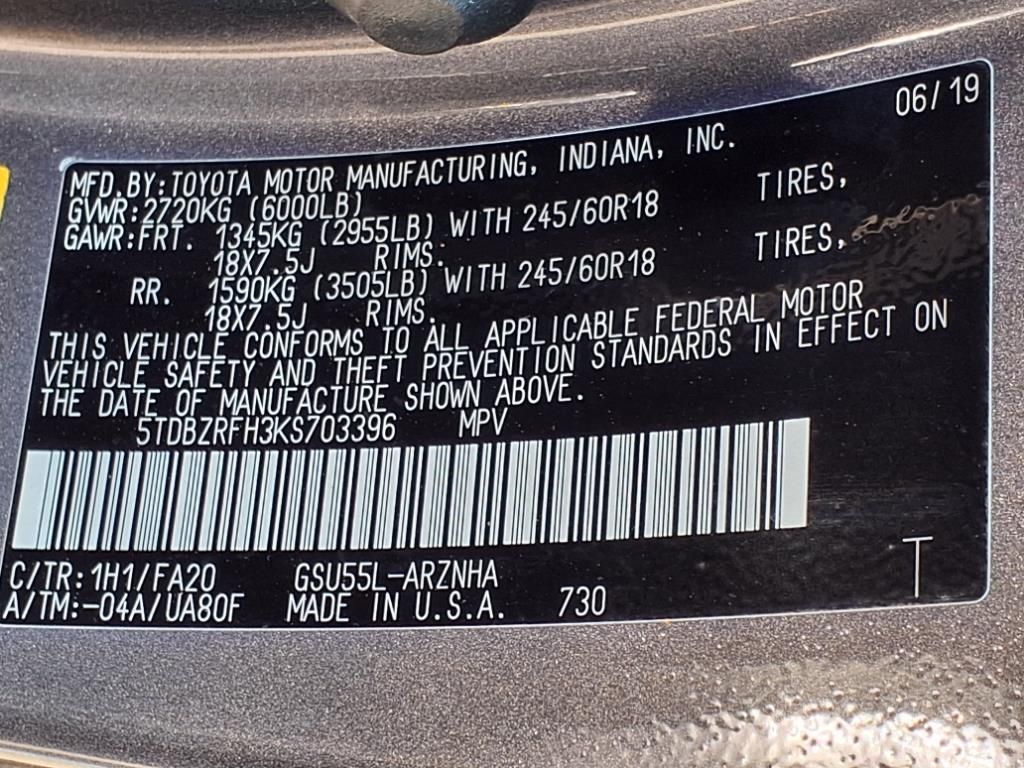 06/19
MFD.BY:TOYOTA MOTOR MANUFACTURING, INDIANA, INC.
GVWR:2720KG (6000LB)
GAWR:FRT. 1345KG (2955LB) WITH 245/60R18 TIRES,
18X7.5J RIMS.
RR. 1590KG (3505LB) WITH 245/60R18 TIRES,
18X7.5J RIMS.
THIS VEHICLE CONFORMS TO ALL APPLICABLE FEDERAL MOTOR
VEHICLE SAFETY AND THEFT PREVENTION STANDARDS IN EFFECT ON
THE DATE OF MANUFACTURE SHOWN ABOVE.
5TDBZRFH3KS703396 MPV
C/TR:1H1/FA20 GSU55L-ARZNHA
A/TM:-04A/UA80F MADE IN U.S.A. 730
T